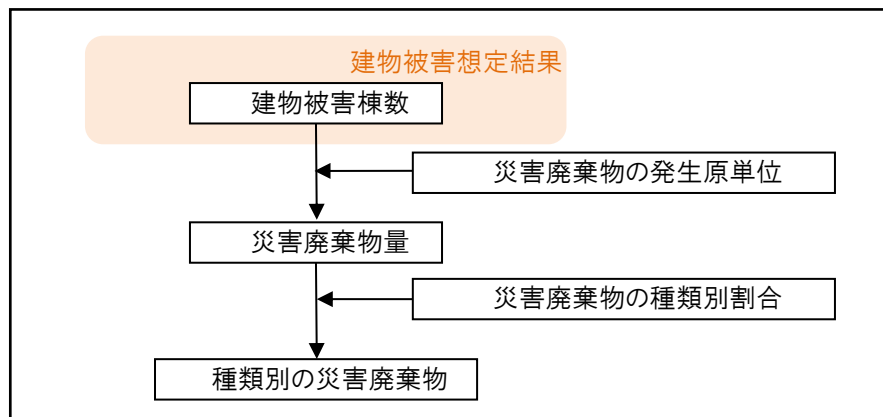 建物被害想定結果
建物被害棟数
災害廃棄物の発生原単位
災害廃棄物量
災害廃棄物の種類別割合
種類別の災害廃棄物